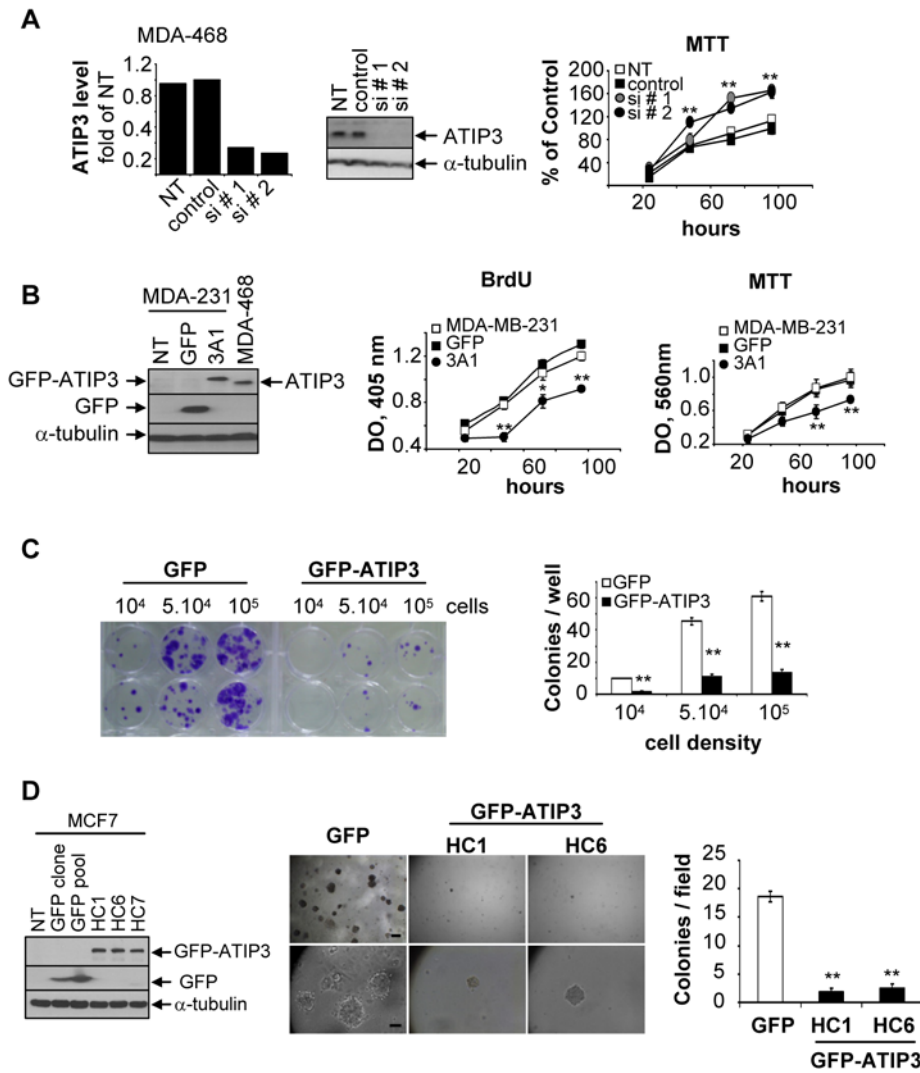 A
MDA-468
ATIP3 level
fold of NT
1.2
0.8
0.4
0.2
NT
control
si # 1
si # 2
NT
control
si # 1
si # 2
ATIP3
α-tubulin
MTT
% of Control
200
160
120
80
40
NT
control
si # 1
si # 2
** ** **
20 60 100
hours
B
MDA-231
NT
GFP
3A1
MDA-468
GFP-ATIP3
ATIP3
GFP
α-tubulin
BrdU
DO, 405 nm
1.2
0.8
0.4
MDA-MB-231
GFP
3A1
** * **
20 60 100
hours
MTT
DO, 560nm
1.0
0.6
0.2
MDA-MB-231
GFP
3A1
** **
20 60 100
hours
C
GFP GFP-ATIP3
10⁴ 5.10⁴ 10⁵ 10⁴ 5.10⁴ 10⁵ cells
Colonies / well
60
40
20
10
0
GFP
GFP-ATIP3
** ** **
10⁴ 5.10⁴ 10⁵
cell density
D
MCF7
NT
GFP clone
GFP pool
HC1
HC6
HC7
GFP-ATIP3
GFP
α-tubulin
GFP-ATIP3
GFP HC1 HC6
Colonies / field
25
20
15
10
5
0
** **
GFP HC1 HC6
GFP-ATIP3